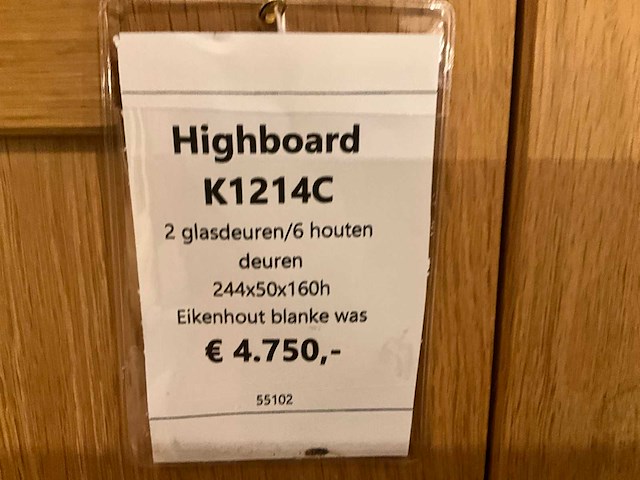 Highboard
K1214C
2 glasdeuren/6 houten
deuren
244x50x160h
Eikenhout blanke was
€ 4.750,-
55102